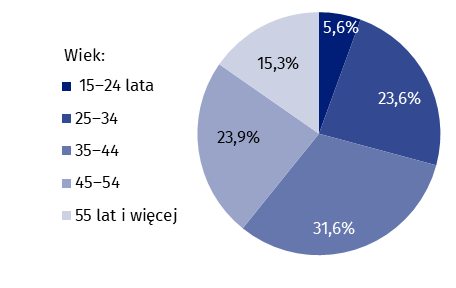 Wiek:
15–24 lata
25–34
35–44
45–54
55 lat i więcej
5,6%
23,6%
31,6%
23,9%
15,3%